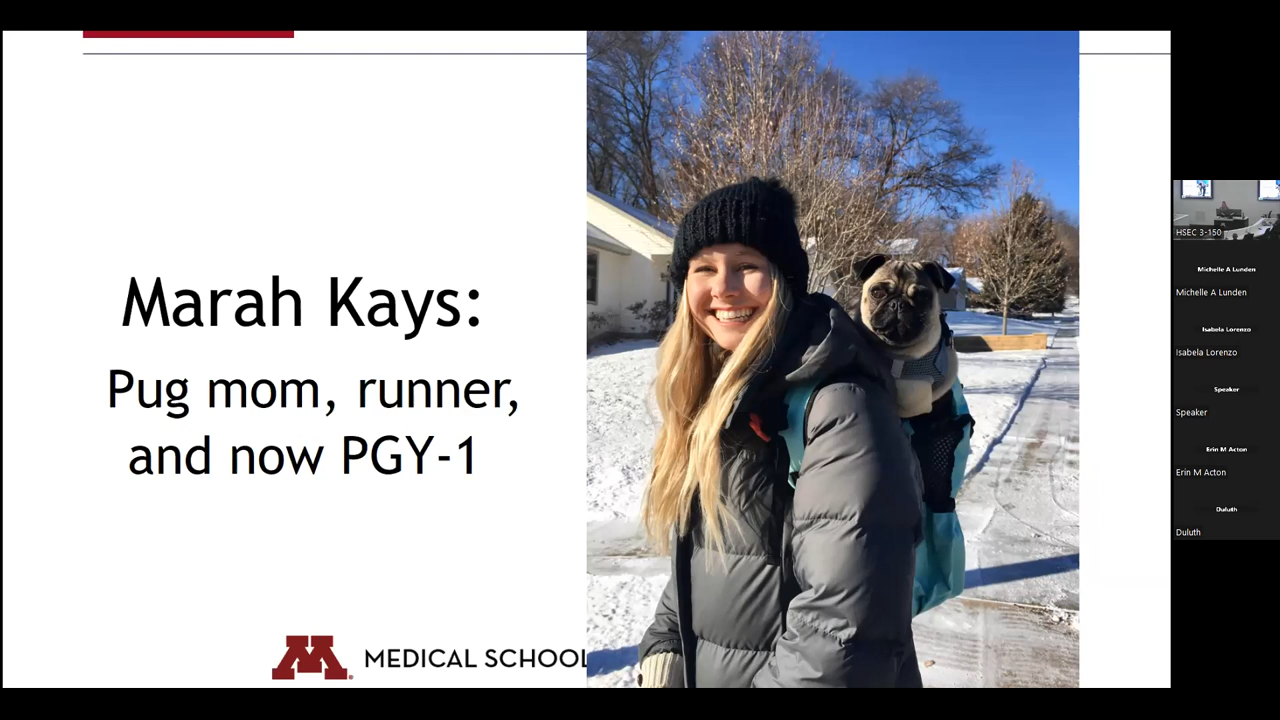 Marah Kays:
Pug mom, runner,
and now PGY-1
M
MEDICAL SCHOOL
HSEC 3-150
Michelle A Lunden
Michelle A Lunden
Isabela Lorenzo
Isabela Lorenzo
Speaker
Speaker
Erin M Acton
Erin M Acton
Duluth
Duluth